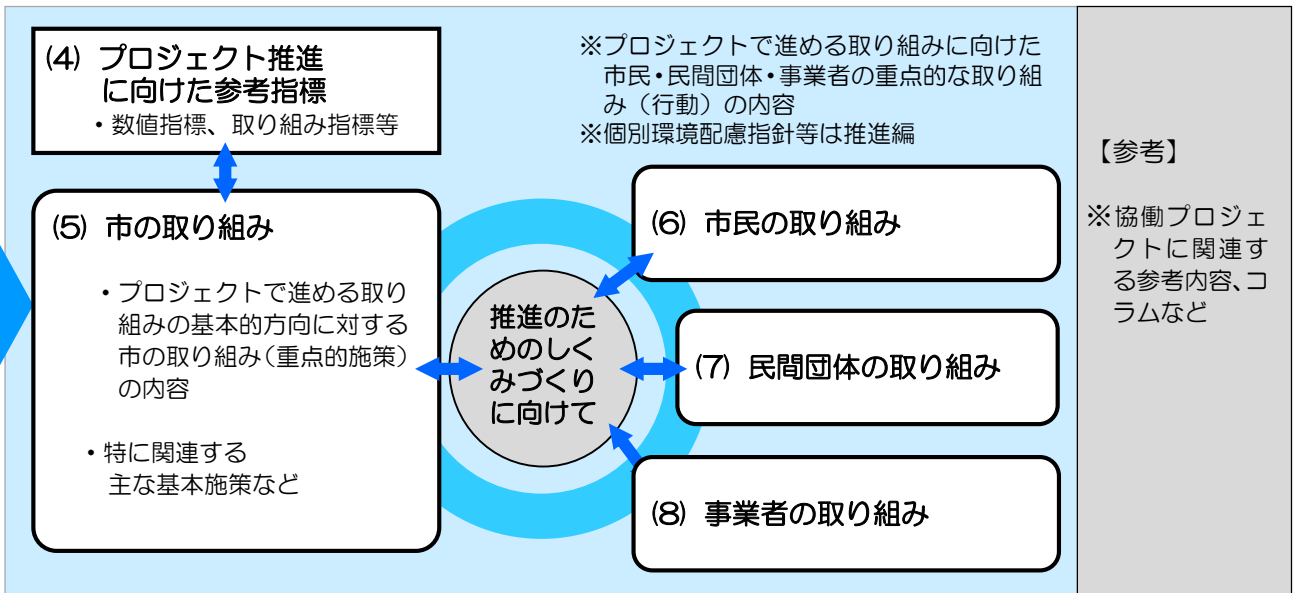 (4) プロジェクト推進
に向けた参考指標
・数値指標、取り組み指標等
※プロジェクトで進める取り組みに向けた
市民・民間団体・事業者の重点的な取り組
み（行動）の内容
※個別環境配慮指針等は推進編
(5) 市の取り組み
・プロジェクトで進める取り
組みの基本的方向に対する
市の取り組み（重点的施策）
の内容
・特に関連する
主な基本施策など
推進のた
めのしく
みづくり
に向けて
(6) 市民の取り組み
(7) 民間団体の取り組み
(8) 事業者の取り組み
【参考】
※協働プロジェ
クトに関連す
る参考内容、コ
ラムなど